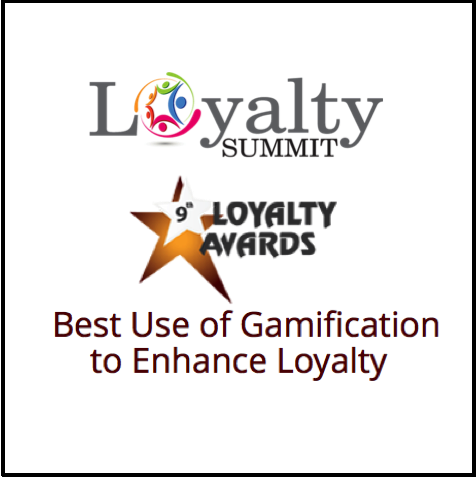 Loyalty
SUMMIT
9th LOYALTY
AWARDS
Best Use of Gamification
to Enhance Loyalty